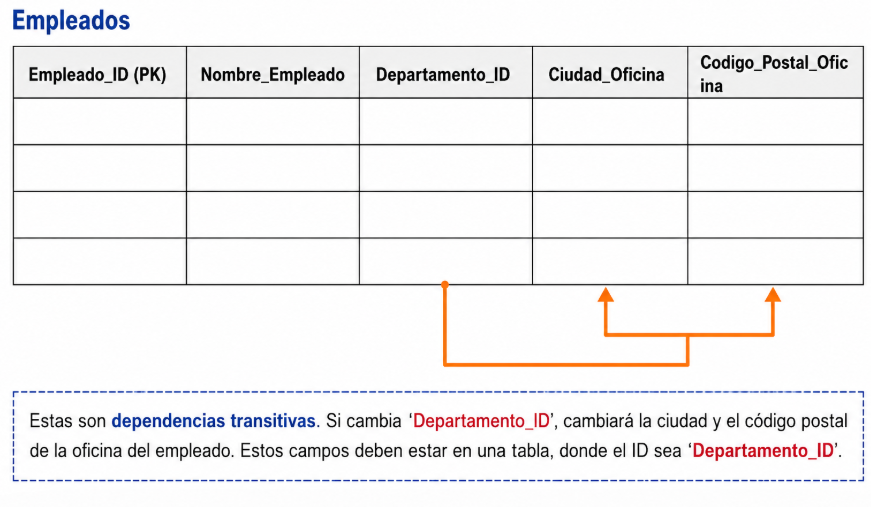 Empleados
Empleado_ID (PK)
Nombre_Empleado
Departamento_ID
Ciudad_Oficina
Codigo_Postal_Ofic
ina
Estas son dependencias transitivas. Si cambia ‘Departamento_ID’, cambiará la ciudad y el código postal
de la oficina del empleado. Estos campos deben estar en una tabla, donde el ID sea ‘Departamento_ID’.